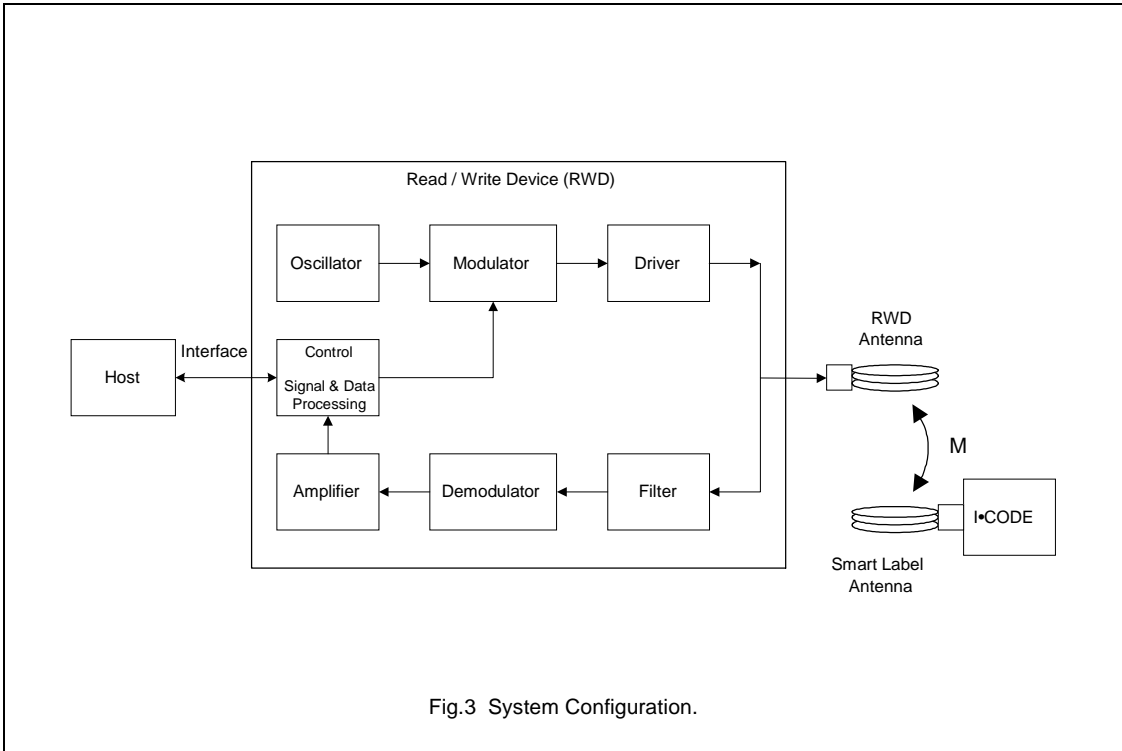 Read / Write Device (RWD)
Oscillator
Modulator
Driver
RWD
Antenna
Interface
Host
Control
Signal & Data
Processing
M
Amplifier
Demodulator
Filter
I•CODE
Smart Label
Antenna
Fig.3 System Configuration.